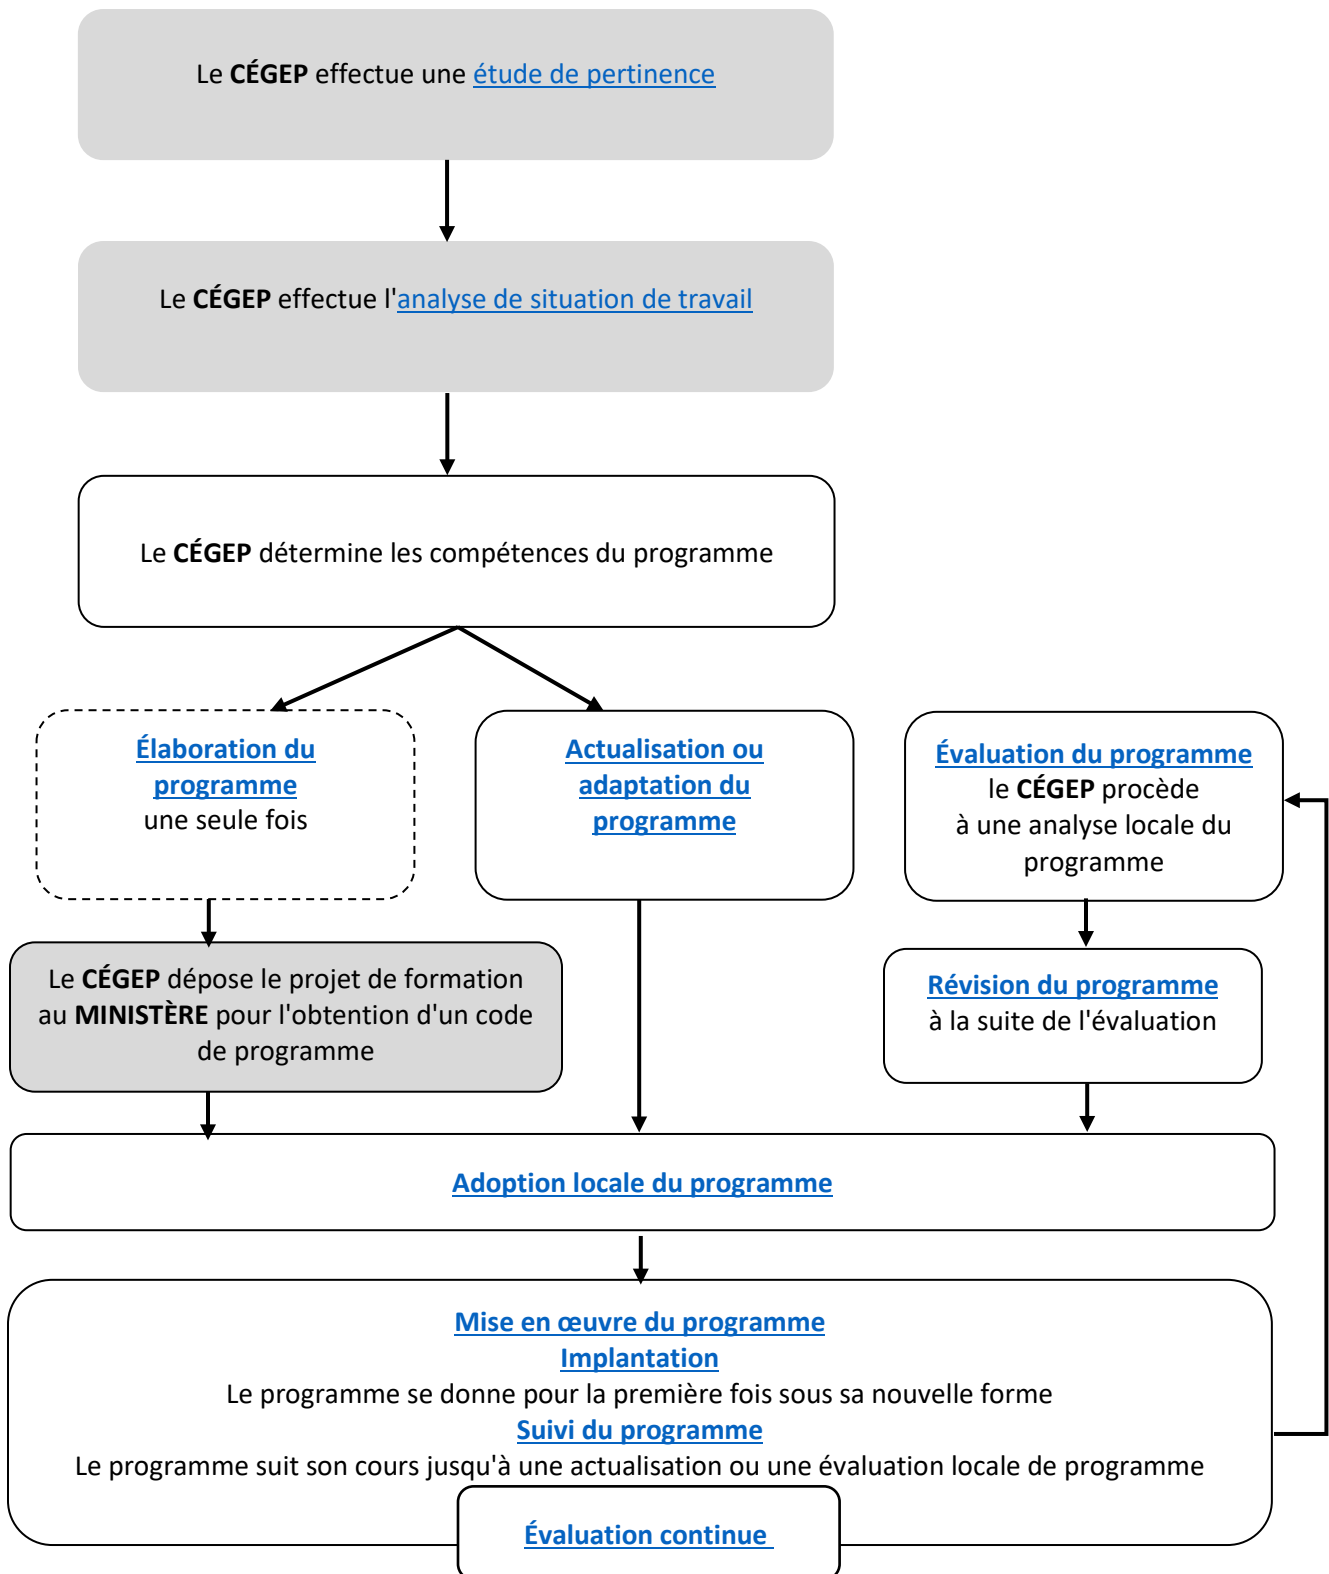 Le CÉGEP effectue une étude de pertinence
Le CÉGEP effectue l'analyse de situation de travail
Le CÉGEP détermine les compétences du programme
Élaboration du
programme
une seule fois
Actualisation ou
adaptation du
programme
Évaluation du programme
le CÉGEP procède
à une analyse locale du
programme
Le CÉGEP dépose le projet de formation
au MINISTÈRE pour l'obtention d'un code
de programme
Révision du programme
à la suite de l'évaluation
Adoption locale du programme
Mise en œuvre du programme
Implantation
Le programme se donne pour la première fois sous sa nouvelle forme
Suivi du programme
Le programme suit son cours jusqu'à une actualisation ou une évaluation locale de programme
Évaluation continue